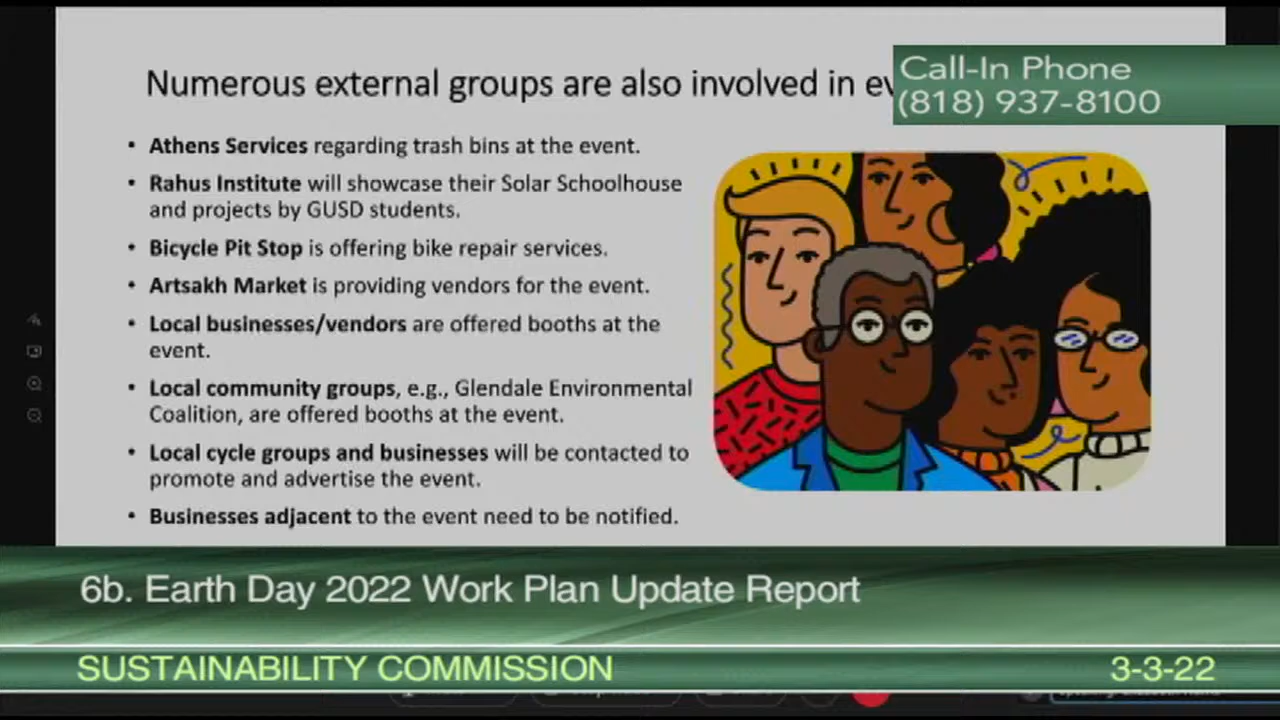 Numerous external groups are also involved in ev
Call-In Phone
(818) 937-8100
• Athens Services regarding trash bins at the event.
• Rahus Institute will showcase their Solar Schoolhouse
and projects by GUSD students.
• Bicycle Pit Stop is offering bike repair services.
• Artsakh Market is providing vendors for the event.
• Local businesses/vendors are offered booths at the
event.
• Local community groups, e.g., Glendale Environmental
Coalition, are offered booths at the event.
• Local cycle groups and businesses will be contacted to
promote and advertise the event.
• Businesses adjacent to the event need to be notified.
6b. Earth Day 2022 Work Plan Update Report
SUSTAINABILITY COMMISSION
3-3-22